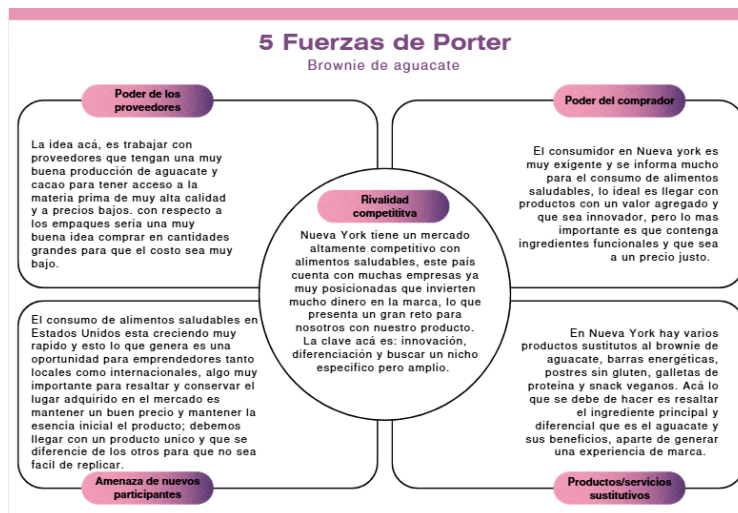 5 Fuerzas de Porter
Brownie de aguacate
Poder de los
proveedores
La idea acá, es trabajar con
proveedores que tengan una muy
buena producción de aguacate y
cacao para tener acceso a la
materia prima de muy alta calidad
y a precios bajos. con respecto a
los empaques seria una muy
buena idea comprar en cantidades
grandes para que el costo sea muy
bajo.
Poder del comprador
El consumidor en Nueva york es
muy exigente y se informa mucho
para el consumo de alimentos
saludables, lo ideal es llegar con
productos con un valor agregado y
que sea innovador, pero lo mas
importante es que contenga
ingredientes funcionales y que sea
a un precio justo.
Rivalidad
competititva
Nueva York tiene un mercado
altamente competitivo con
alimentos saludables, este país
cuenta con muchas empresas ya
muy posicionadas que invierten
mucho dinero en la marca, lo que
presenta un gran reto para
nosotros con nuestro producto.
La clave acá es: innovación,
diferenciación y buscar un nicho
especifico pero amplio.
El consumo de alimentos saludables en
Estados Unidos esta creciendo muy
rapido y esto lo que genera es una
oportunidad para emprendedores tanto
locales como internacionales, algo muy
importante para resaltar y conservar el
lugar adquirido en el mercado es
mantener un buen precio y mantener la
esencia inicial el producto; debemos
llegar con un producto unico y que se
diferencie de los otros para que no sea
facil de replicar.
Amenaza de nuevos
participantes
En Nueva York hay varios
productos sustitutos al brownie de
aguacate, barras energéticas,
postres sin gluten, galletas de
proteína y snack veganos. Acá lo
que se debe de hacer es resaltar
el ingrediente principal y
diferencial que es el aguacate y
sus beneficios, aparte de generar
una experiencia de marca.
Productos/servicios
sustitutivos